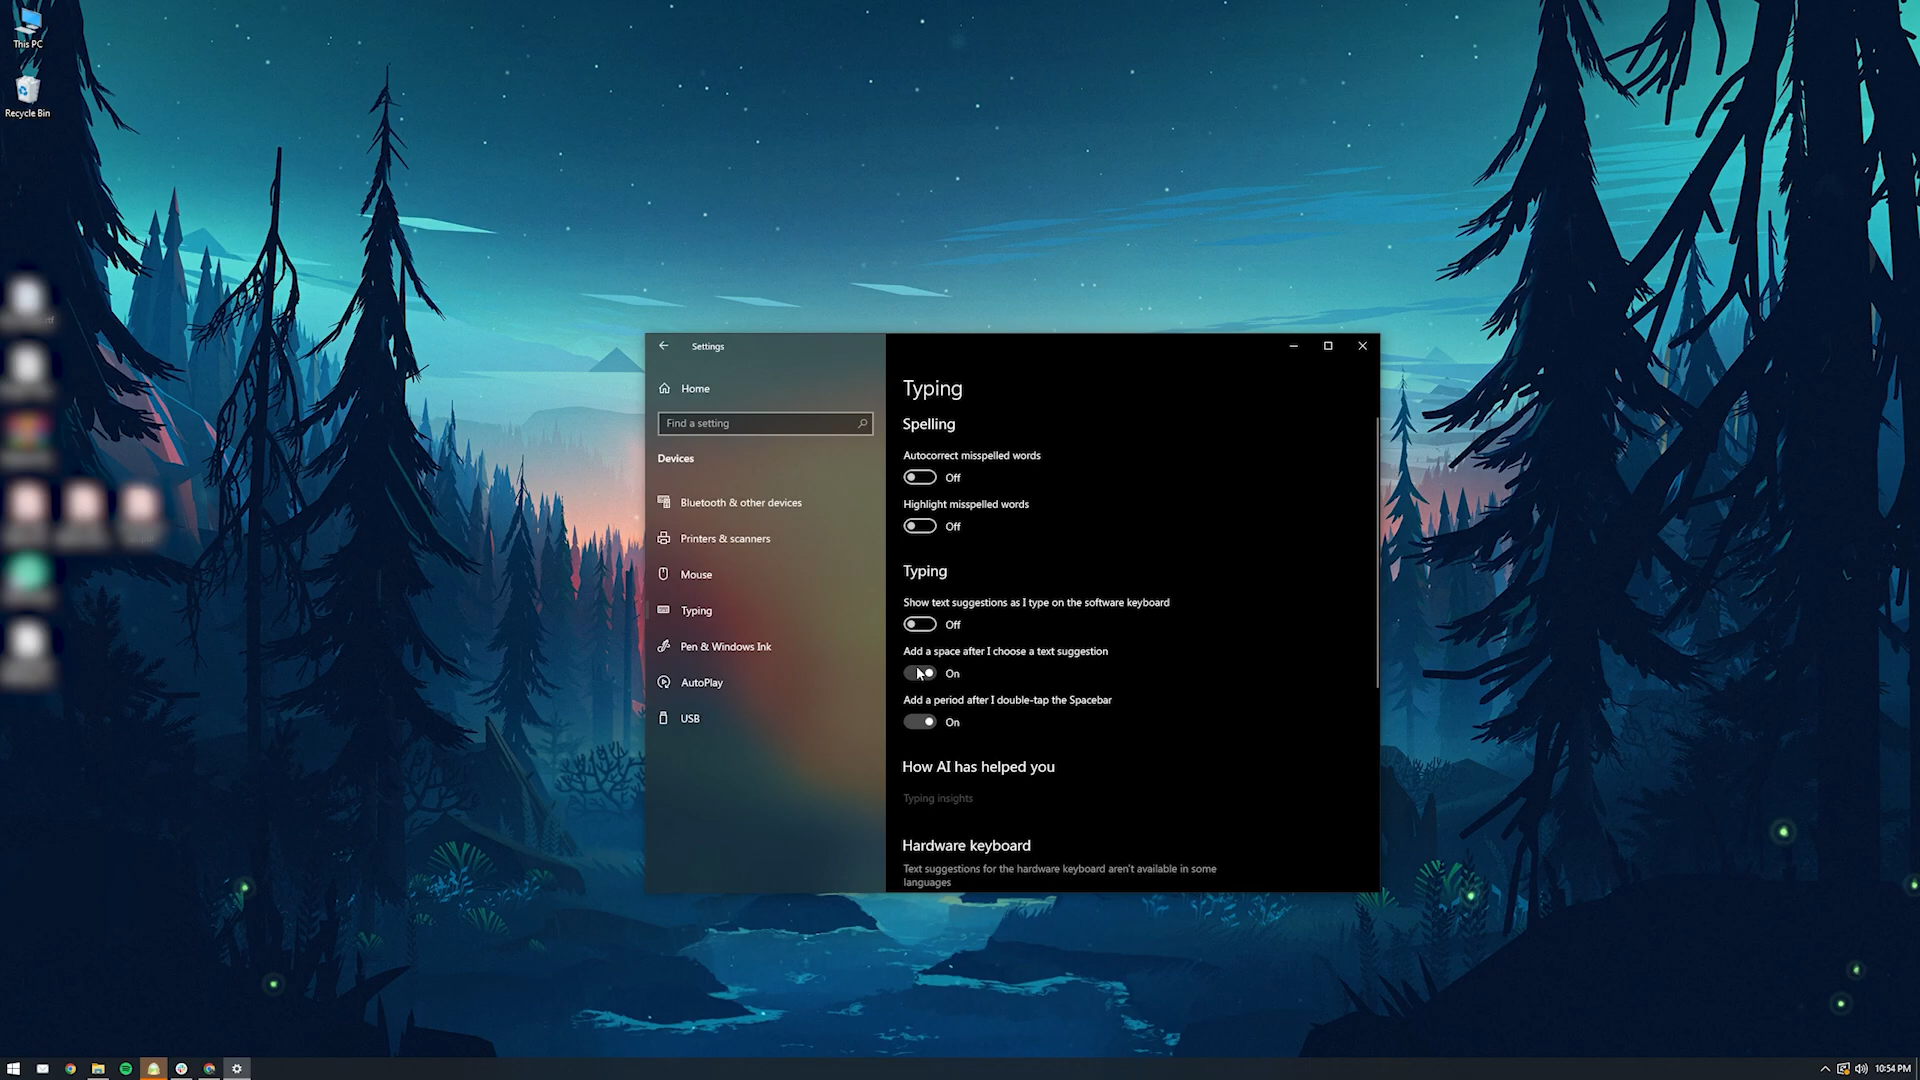 This PC
Recycle Bin
Settings
Home
Find a setting
Devices
Bluetooth & other devices
Printers & scanners
Mouse
Typing
Pen & Windows Ink
AutoPlay
USB
Typing
Spelling
Autocorrect misspelled words
Off
Highlight misspelled words
Off
Typing
Show text suggestions as I type on the software keyboard
Off
Add a space after I choose a text suggestion
On
Add a period after I double-tap the Spacebar
On
How AI has helped you
Typing insights
Hardware keyboard
Text suggestions for the hardware keyboard aren't available in some
languages
10:54 PM